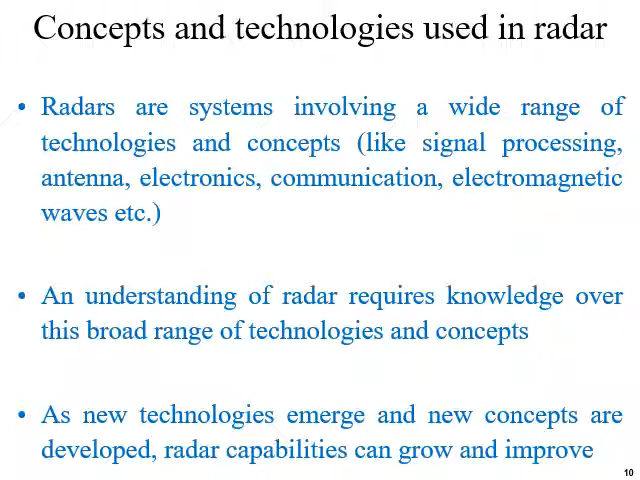 Concepts and technologies used in radar
• Radars are systems involving a wide range of
technologies and concepts (like signal processing,
antenna, electronics, communication, electromagnetic
waves etc.)
• An understanding of radar requires knowledge over
this broad range of technologies and concepts
• As new technologies emerge and new concepts are
developed, radar capabilities can grow and improve
10